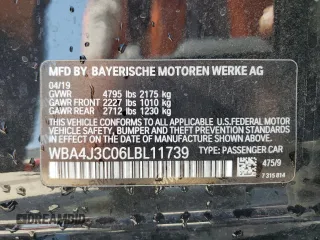 MFD BY BAYERISCHE MOTOREN WERKE AG
04/19
GVWR 4795 lbs 2175 kg
GAWR FRONT 2227 lbs 1010 kg
GAWR REAR 2712 lbs 1230 kg
THIS VEHICLE CONFORMS TO ALL APPLICABLE
U.S.FEDERAL MOTOR VEHICLE SAFETY, BUMPER,
AND THEFT PREVENTION STANDARDS IN EFFECT
ON THE DATE OF MANUFACTURE SHOWN ABOVE.
WBA4J3C06LBL11739 TYPE: PASSENGER CAR
475/9
7 315 814